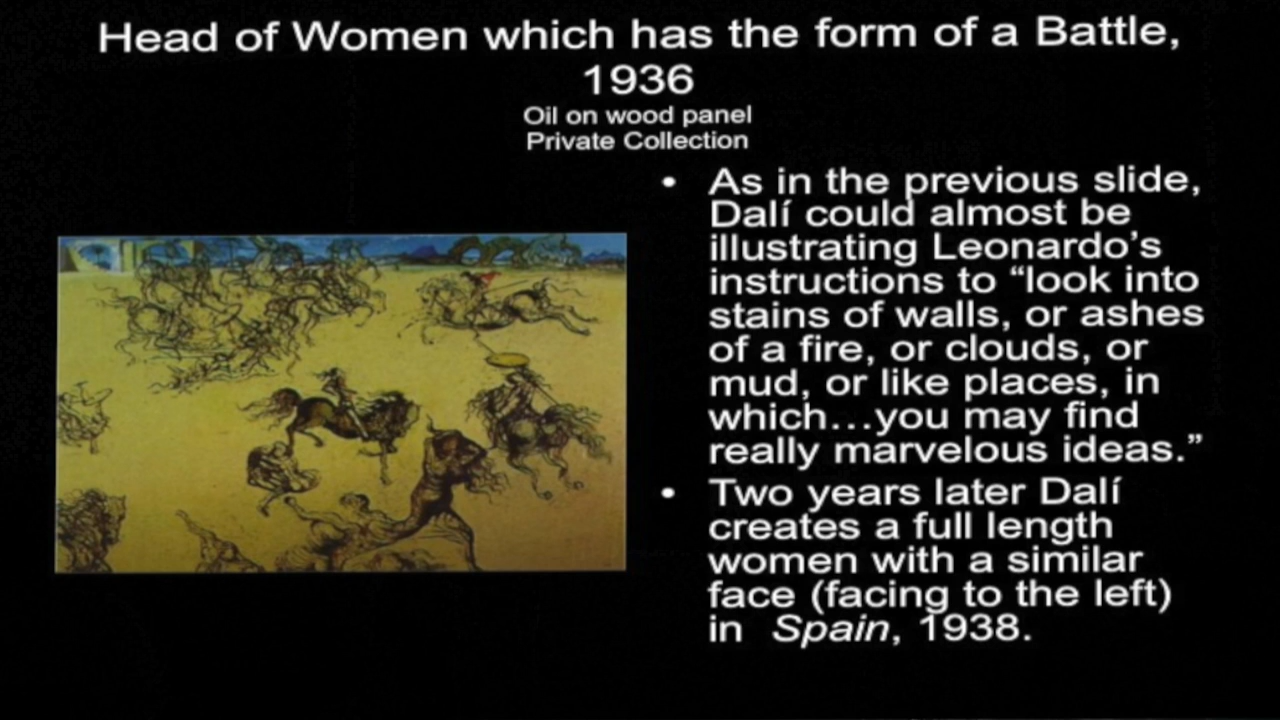 Head of Women which has the form of a Battle,
1936
Oil on wood panel
Private Collection
• As in the previous slide,
Dalí could almost be
illustrating Leonardo’s
instructions to “look into
stains of walls, or ashes
of a fire, or clouds, or
mud, or like places, in
which…you may find
really marvelous ideas.”
• Two years later Dalí
creates a full length
women with a similar
face (facing to the left)
in Spain, 1938.